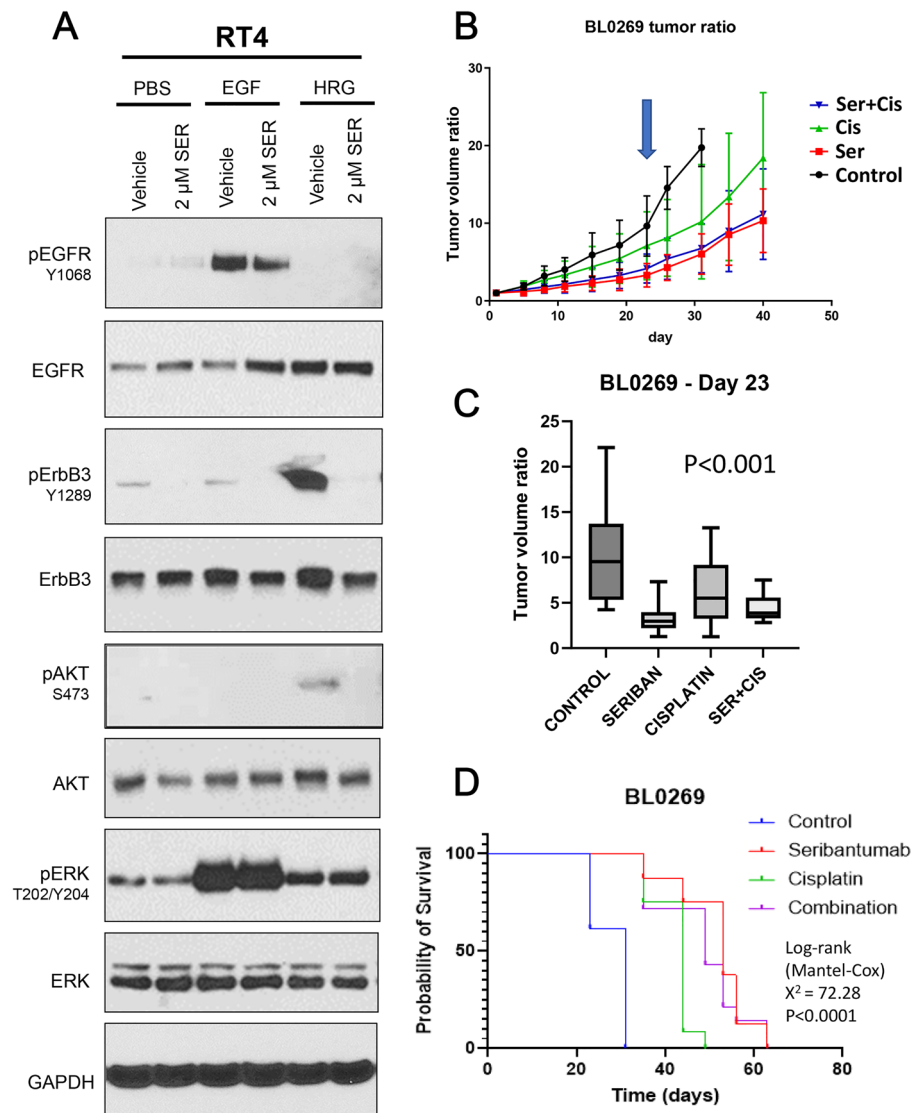 A
RT4
PBS
EGF
HRG
Vehicle
2 µM SER
Vehicle
2 µM SER
Vehicle
2 µM SER
pEGFR
Y1068
EGFR
pErbB3
Y1289
ErbB3
pAKT
S473
AKT
pERK
T202/Y204
ERK
GAPDH
B
BL0269 tumor ratio
Tumor volume ratio
30
20
10
0
0
10
20
30
40
50
day
Ser+Cis
Cis
Ser
Control
C
BL0269 - Day 23
P<0.001
Tumor volume ratio
25
20
15
10
5
0
CONTROL
SERIBAN
CISPLATIN
SER+CIS
D
BL0269
Probability of Survival
100
50
0
0
20
40
60
80
Time (days)
Control
Seribantumab
Cisplatin
Combination
Log-rank
(Mantel-Cox)
X² = 72.28
P<0.0001